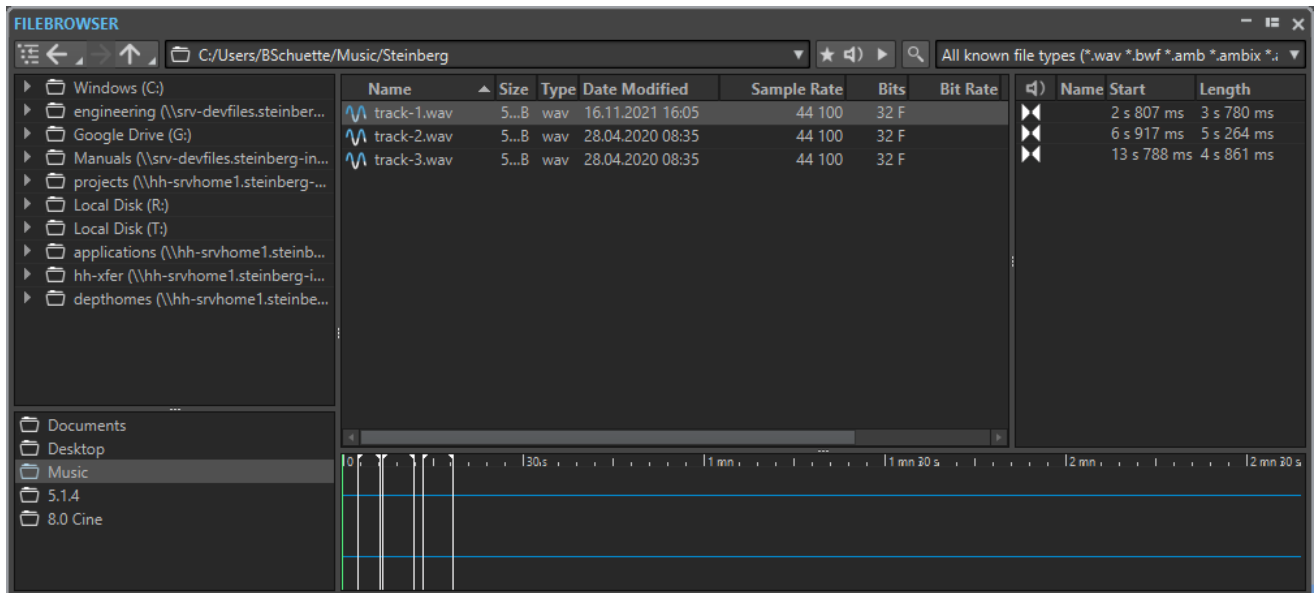 FILEBROWSER
C:/Users/BSchuette/Music/Steinberg
All known file types (*.wav *.bwf *.amb *.ambix *.a
Windows (C:)
engineering (\\srv-devfiles.steinber...
Google Drive (G:)
Manuals (\\srv-devfiles.steinberg-in...
projects (\\hh-srvhome1.steinberg-...
Local Disk (R:)
Local Disk (T:)
applications (\\hh-srvhome1.steinb...
hh-xfer (\\hh-srvhome1.steinberg-i...
depthomes (\\hh-srvhome1.steinbe...
Documents
Desktop
Music
5.1.4
8.0 Cine
Name Size Type Date Modified Sample Rate Bits Bit Rate
track-1.wav 5...B wav 16.11.2021 16:05 44 100 32 F
track-2.wav 5...B wav 28.04.2020 08:35 44 100 32 F
track-3.wav 5...B wav 28.04.2020 08:35 44 100 32 F
Name Start Length
2 s 807 ms 3 s 780 ms
6 s 917 ms 5 s 264 ms
13 s 788 ms 4 s 861 ms
0 30 s 1 mn 1 mn 30 s 2 mn 2 mn 30 s